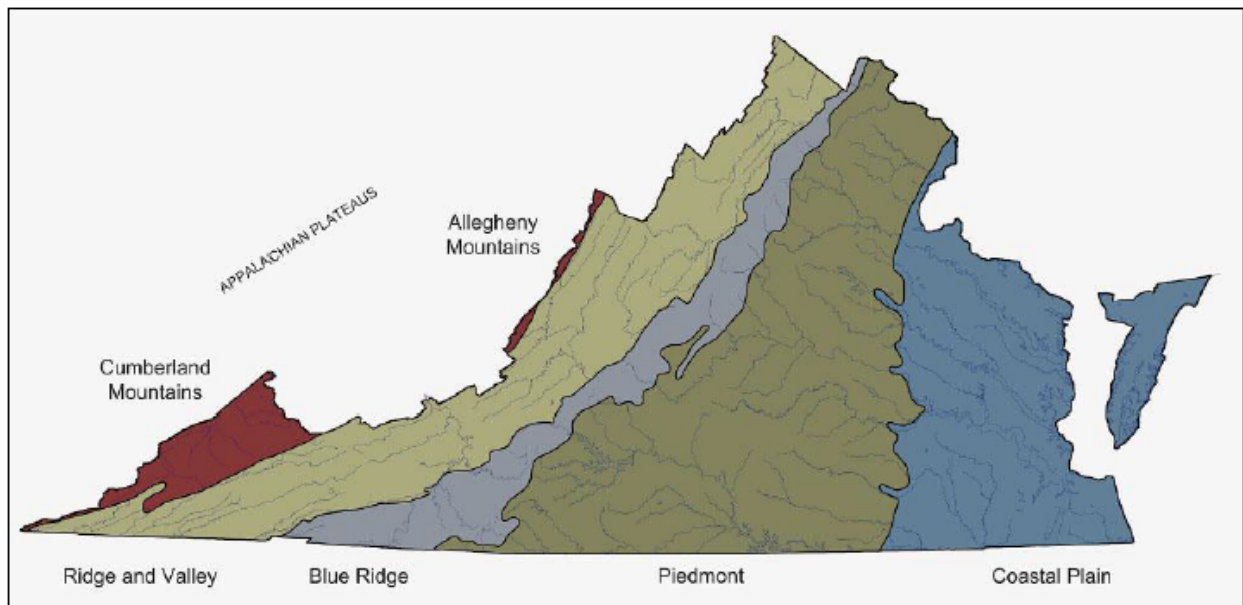 APPALACHIAN PLATEAUS
Allegheny
Mountains
Cumberland
Mountains
Ridge and Valley
Blue Ridge
Piedmont
Coastal Plain